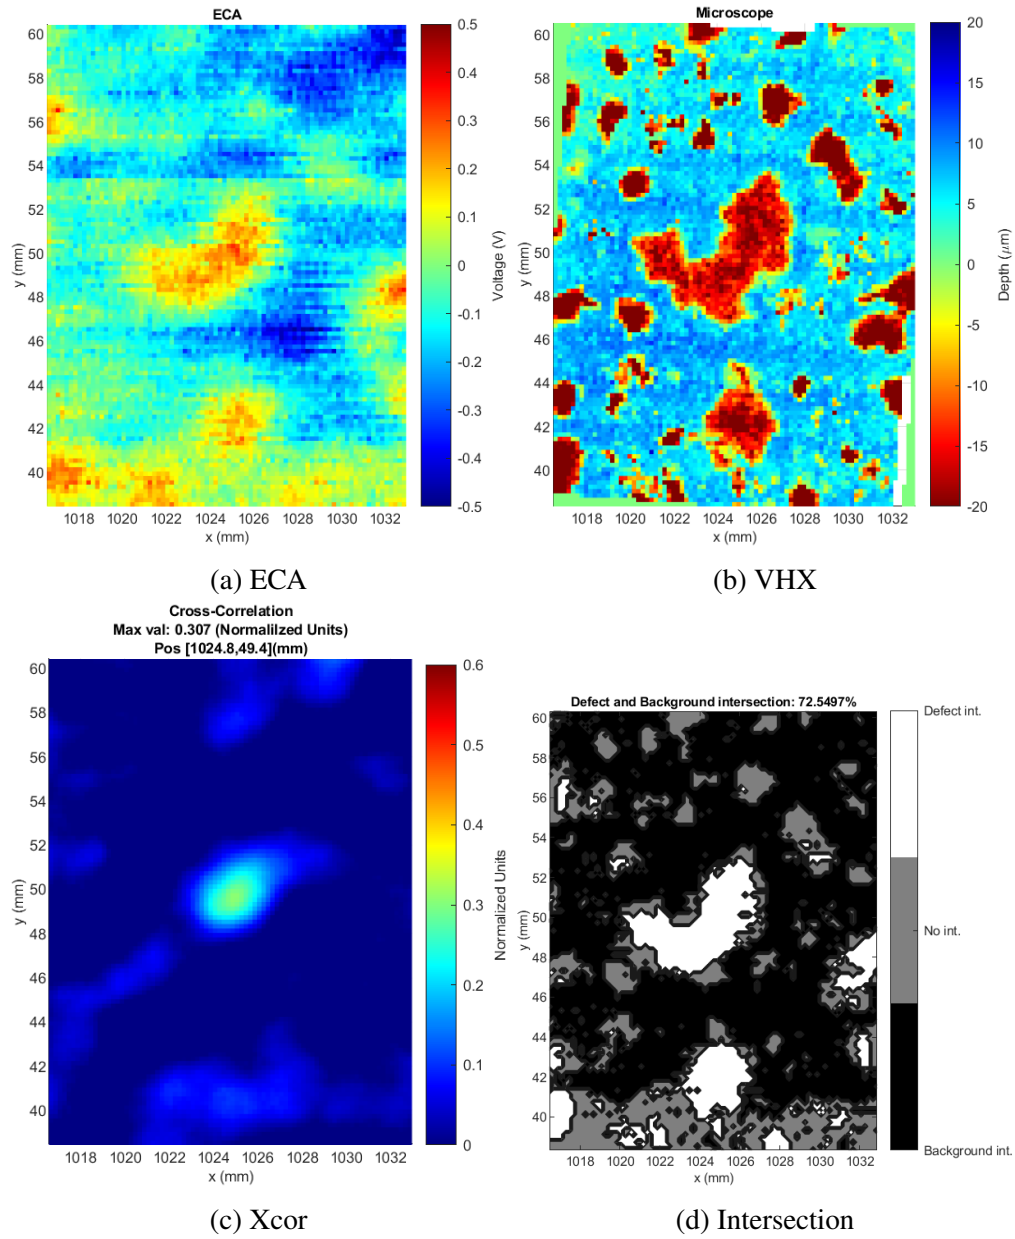 ECA
60
58
56
54
52
50
48
46
44
42
40
y (mm)
1018 1020 1022 1024 1026 1028 1030 1032
x (mm)
0.5
0.4
0.3
0.2
0.1
0
-0.1
-0.2
-0.3
-0.4
-0.5
Voltage (V)
(a) ECA
Microscope
60
58
56
54
52
50
48
46
44
42
40
y (mm)
1018 1020 1022 1024 1026 1028 1030 1032
x (mm)
20
15
10
5
0
-5
-10
-15
-20
Depth (μm)
(b) VHX
Cross-Correlation
Max val: 0.307 (Normalilzed Units)
Pos [1024.8,49.4](mm)
60
58
56
54
52
50
48
46
44
42
40
y (mm)
1018 1020 1022 1024 1026 1028 1030 1032
x (mm)
0.6
0.5
0.4
0.3
0.2
0.1
0
Normalized Units
(c) Xcor
Defect and Background intersection: 72.5497%
60
58
56
54
52
50
48
46
44
42
40
y (mm)
1018 1020 1022 1024 1026 1028 1030 1032
x (mm)
Defect int.
No int.
Background int.
(d) Intersection